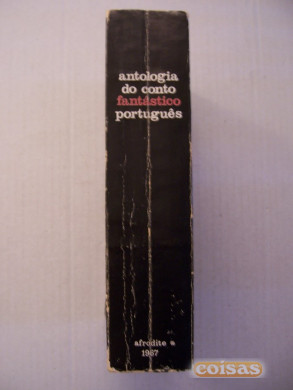 antologia
do conto
fantástico
português
afrodite
1967
coisas